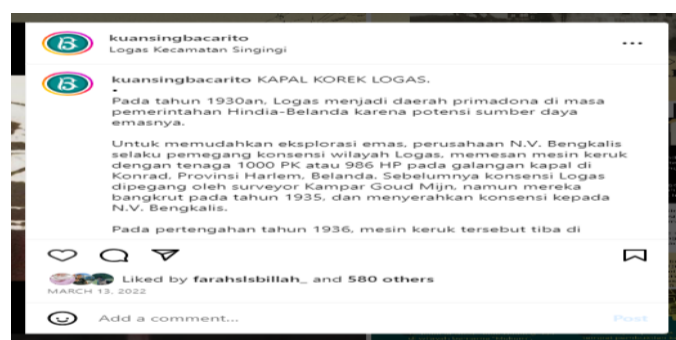 kuansingbacarito
Logas Kecamatan Singingi
kuansingbacarito KAPAL KOREK LOGAS.
•
Pada tahun 1930an, Logas menjadi daerah primadona di masa
pemerintahan Hindia-Belanda karena potensi sumber daya
emasnya.
Untuk memudahkan eksplorasi emas, perusahaan N.V. Bengkalis
selaku pemegang konsensi wilayah Logas, memesan mesin keruk
dengan tenaga 1000 PK atau 986 HP pada galangan kapal di
Konrad, Provinsi Harlem, Belanda. Sebelumnya konsensi Logas
dipegang oleh surveyor Kampar Goud Mijn, namun mereka
bangkrut pada tahun 1935, dan menyerahkan konsensi kepada
N.V. Bengkalis.
Pada pertengahan tahun 1936, mesin keruk tersebut tiba di
Liked by farahslsbillah_ and 580 others
MARCH 13, 2022
Add a comment...
Post